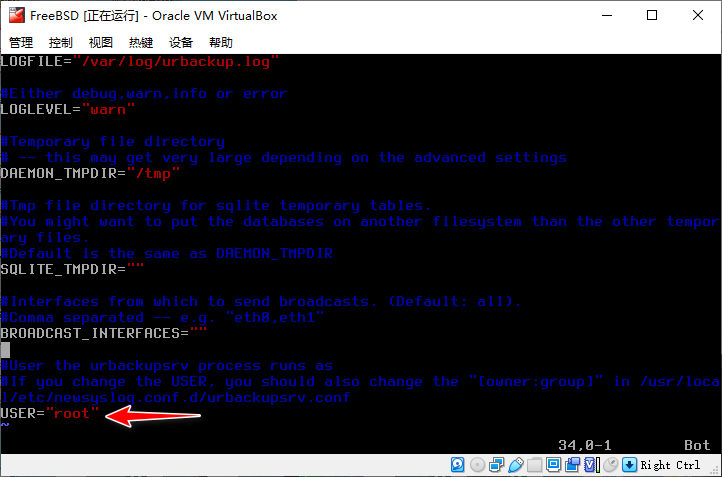 FreeBSD [正在运行] - Oracle VM VirtualBox
管理 控制 视图 热键 设备 帮助
LOGFILE="/var/log/urbackup.log"
#Either debug,warn,info or error
LOGLEVEL="warn"
#Temporary file directory
# -- this may get very large depending on the advanced settings
DAEMON_TMPDIR="/tmp"
#Tmp file directory for sqlite temporary tables.
#You might want to put the databases on another filesystem than the other tempor
ary files.
#Default is the same as DAEMON_TMPDIR
SQLITE_TMPDIR=""
#Interfaces from which to send broadcasts. (Default: all).
#Comma separated -- e.g. "eth0,eth1"
BROADCAST_INTERFACES=""
#User the urbackupsrv process runs as
#If you change the USER, you should also change the "[owner:group]" in /usr/loca
l/etc/newsyslog.conf.d/urbackupsrv.conf
USER="root"
~
34,0-1 Bot
Right Ctrl